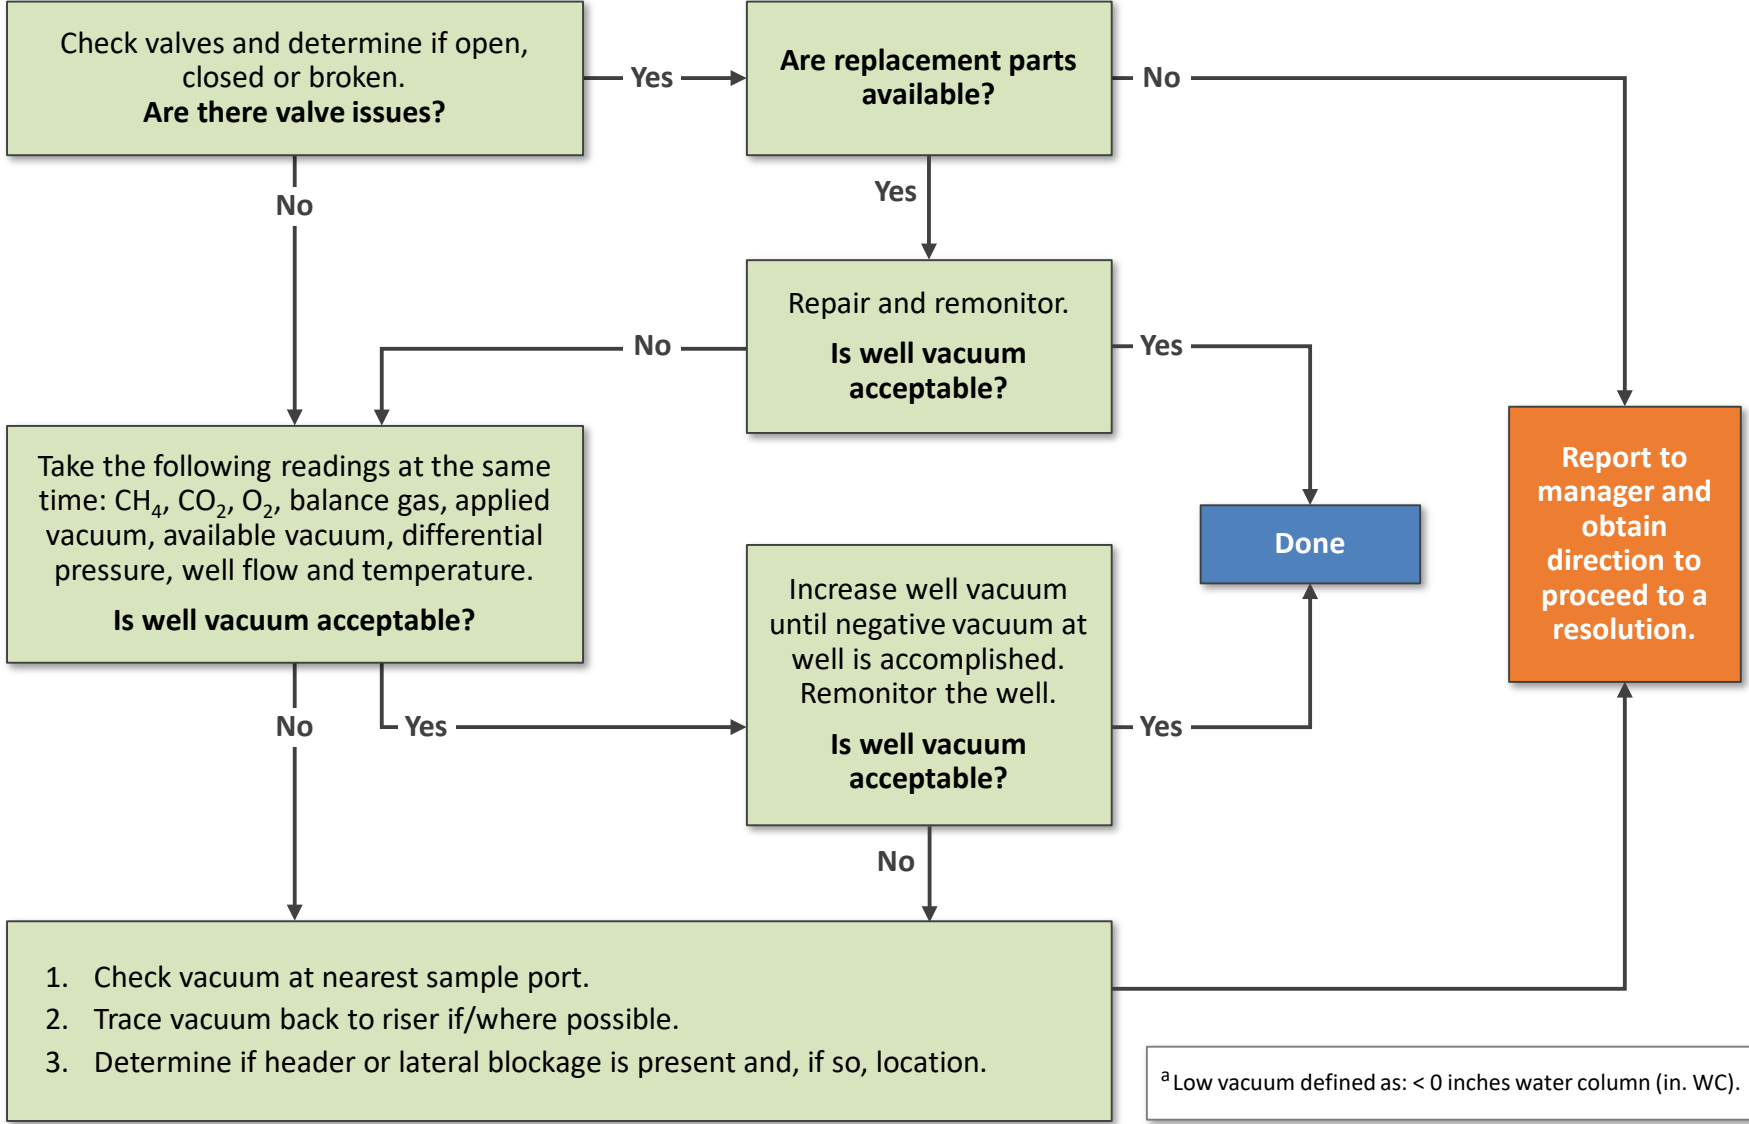 Check valves and determine if open,
closed or broken.
Are there valve issues?
Yes
Are replacement parts
available?
No
No
Yes
Repair and remonitor.
Is well vacuum
acceptable?
No
Yes
Take the following readings at the same
time: CH₄, CO₂, O₂, balance gas, applied
vacuum, available vacuum, differential
pressure, well flow and temperature.
Is well vacuum acceptable?
Done
Report to
manager and
obtain
direction to
proceed to a
resolution.
Increase well vacuum
until negative vacuum at
well is accomplished.
Remonitor the well.
Is well vacuum
acceptable?
No
Yes
Yes
No
1. Check vacuum at nearest sample port.
2. Trace vacuum back to riser if/where possible.
3. Determine if header or lateral blockage is present and, if so, location.
ᵃ Low vacuum defined as: < 0 inches water column (in. WC).